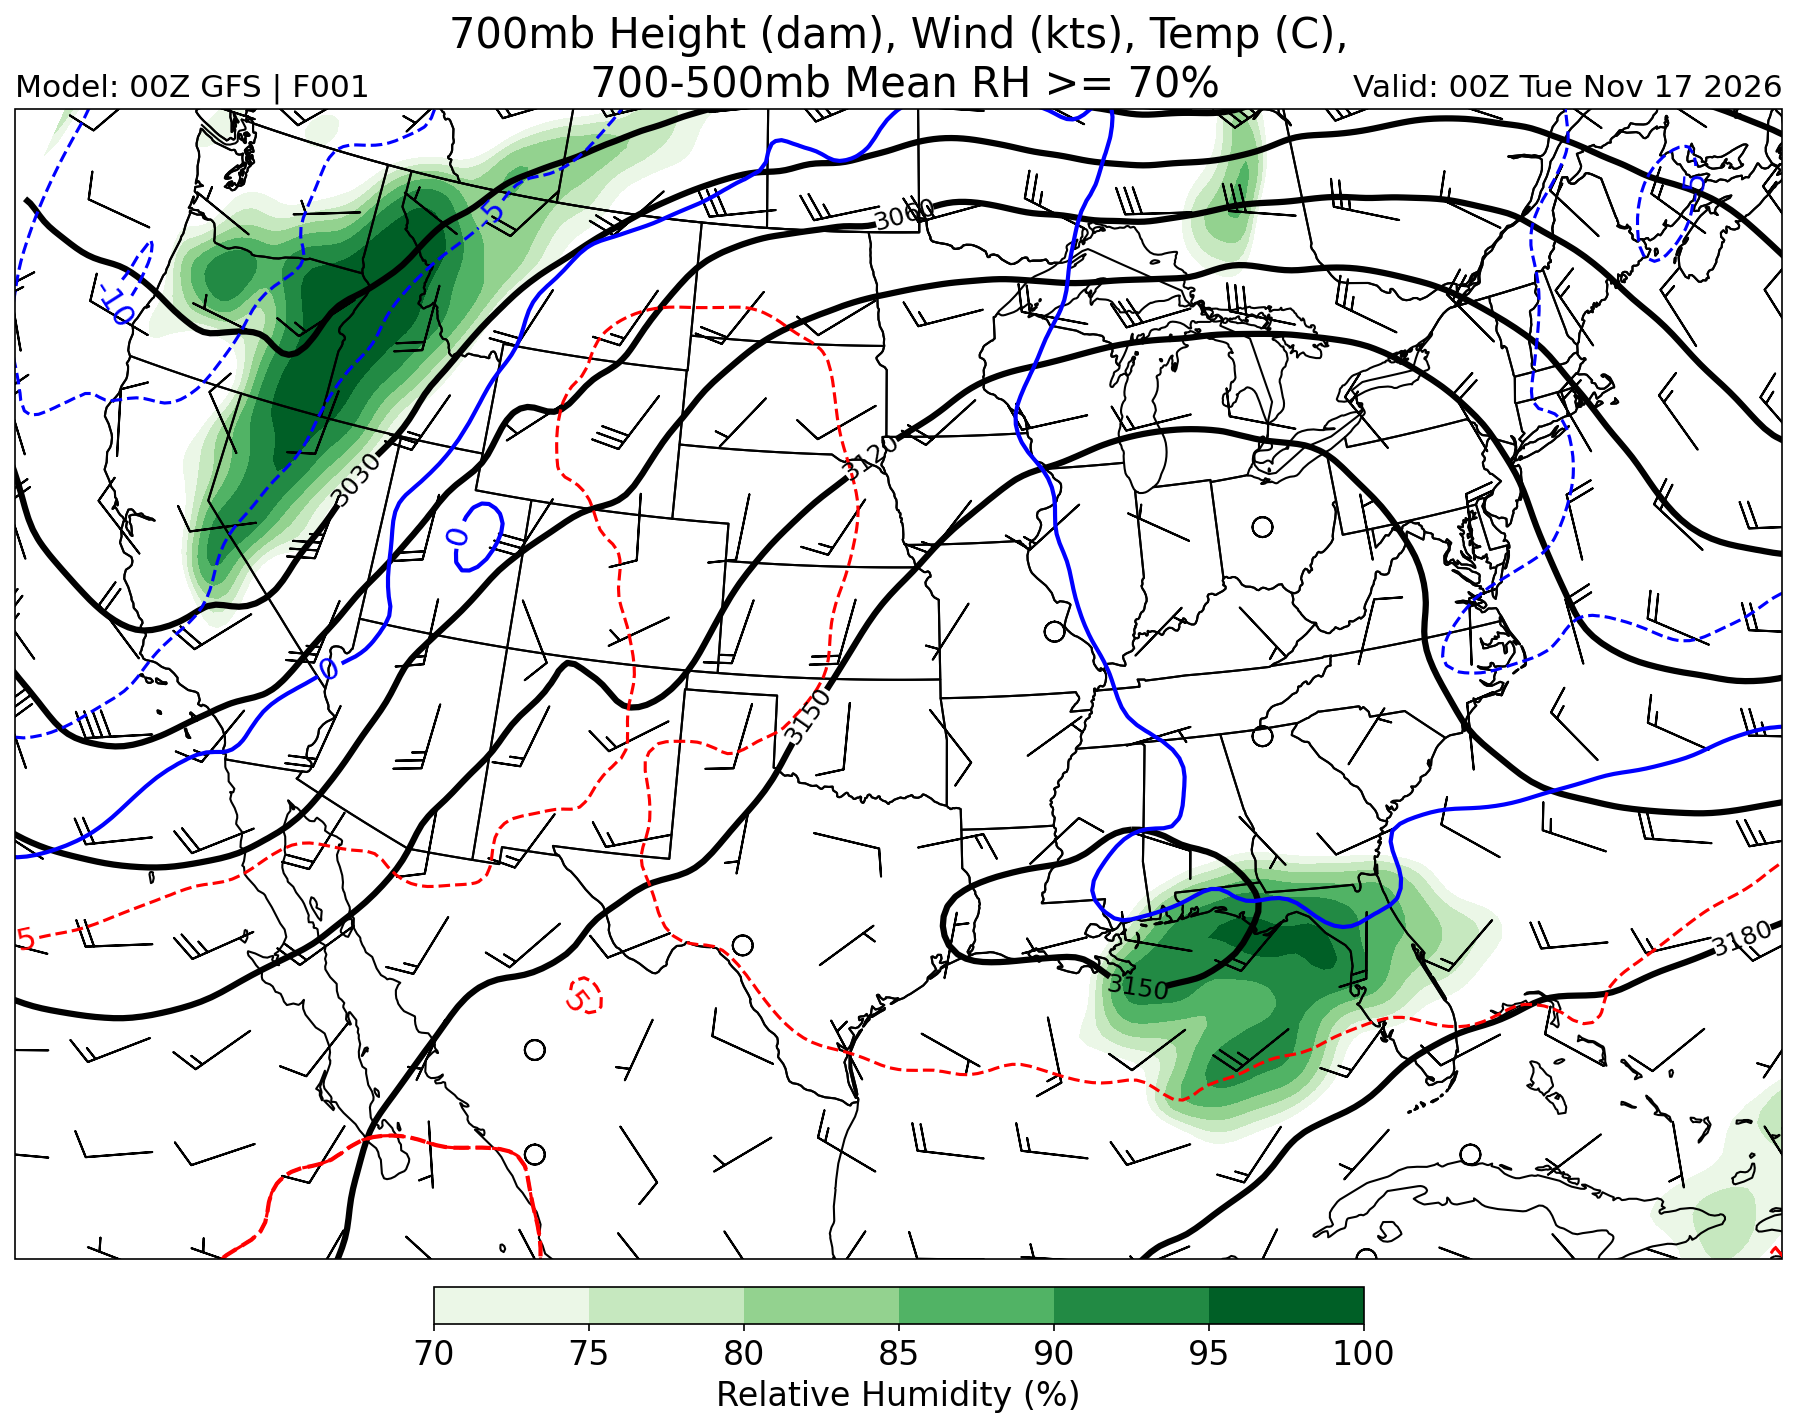 700mb Height (dam), Wind (kts), Temp (C),
700-500mb Mean RH >= 70%
Model: 00Z GFS | F001
Valid: 00Z Tue Nov 17 2026
-5
5
3060
-10
3120
3030
0
0
3150
5
3180
3150
5
70 75 80 85 90 95 100
Relative Humidity (%)